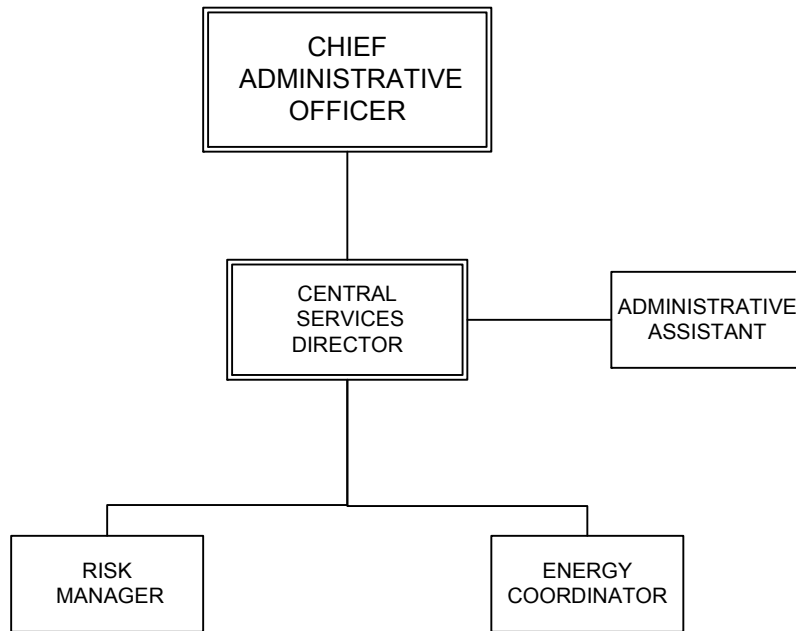 CHIEF
ADMINISTRATIVE
OFFICER
CENTRAL
SERVICES
DIRECTOR
ADMINISTRATIVE
ASSISTANT
RISK
MANAGER
ENERGY
COORDINATOR